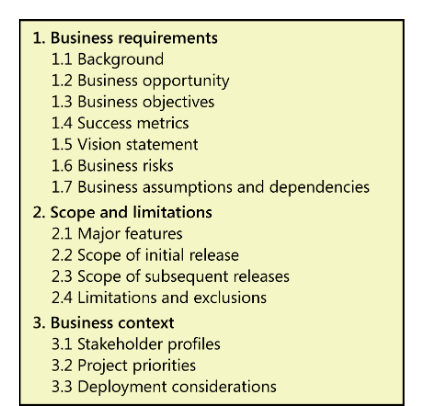 1. Business requirements
1.1 Background
1.2 Business opportunity
1.3 Business objectives
1.4 Success metrics
1.5 Vision statement
1.6 Business risks
1.7 Business assumptions and dependencies
2. Scope and limitations
2.1 Major features
2.2 Scope of initial release
2.3 Scope of subsequent releases
2.4 Limitations and exclusions
3. Business context
3.1 Stakeholder profiles
3.2 Project priorities
3.3 Deployment considerations